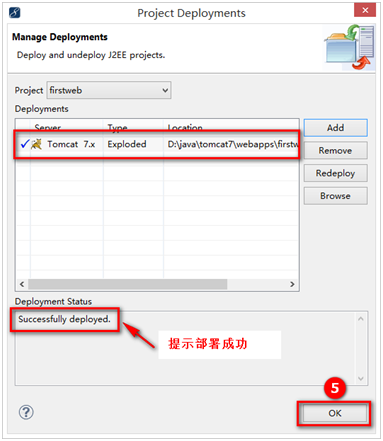 Project Deployments
Manage Deployments
Deploy and undeploy J2EE projects.
Project firstweb
Deployments
Server Type Location
Tomcat 7.x Exploded D:\java\tomcat7\webapps\firstw
Add
Remove
Redeploy
Browse
Deployment Status
Successfully deployed.
提示部署成功
5
OK